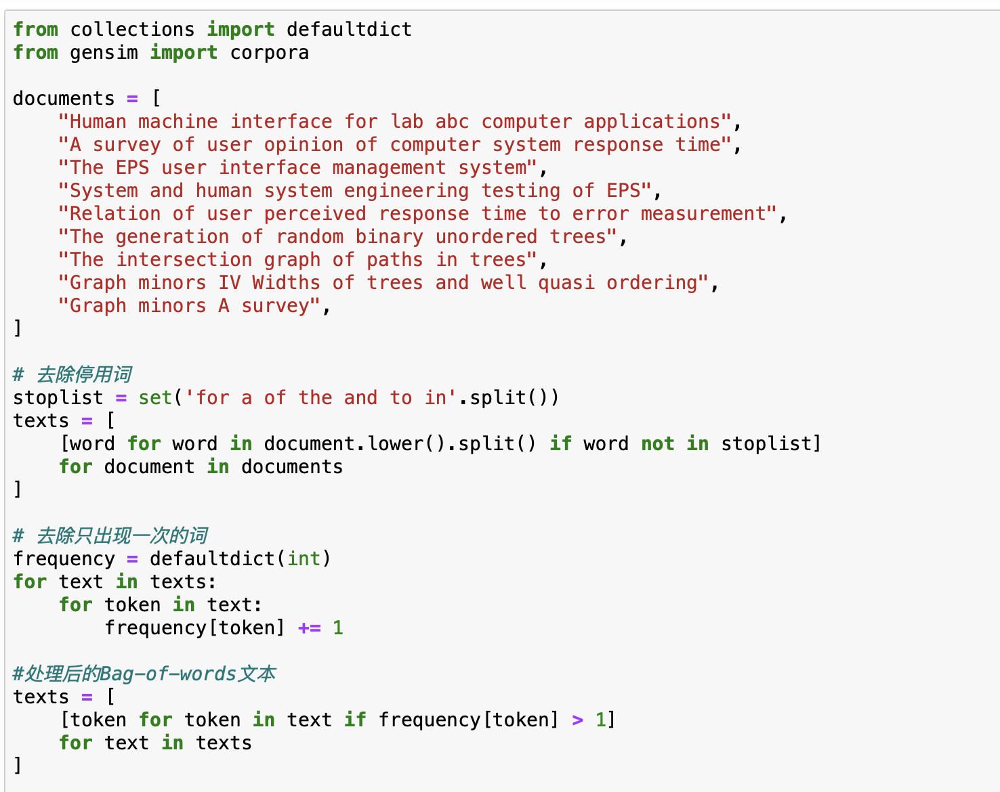 from collections import defaultdict
from gensim import corpora

documents = [
    "Human machine interface for lab abc computer applications",
    "A survey of user opinion of computer system response time",
    "The EPS user interface management system",
    "System and human system engineering testing of EPS",
    "Relation of user perceived response time to error measurement",
    "The generation of random binary unordered trees",
    "The intersection graph of paths in trees",
    "Graph minors IV Widths of trees and well quasi ordering",
    "Graph minors A survey",
]

# 去除停用词
stoplist = set('for a of the and to in'.split())
texts = [
    [word for word in document.lower().split() if word not in stoplist]
    for document in documents
]

# 去除只出现一次的词
frequency = defaultdict(int)
for text in texts:
    for token in text:
        frequency[token] += 1

#处理后的Bag-of-words文本
texts = [
    [token for token in text if frequency[token] > 1]
    for text in texts
]